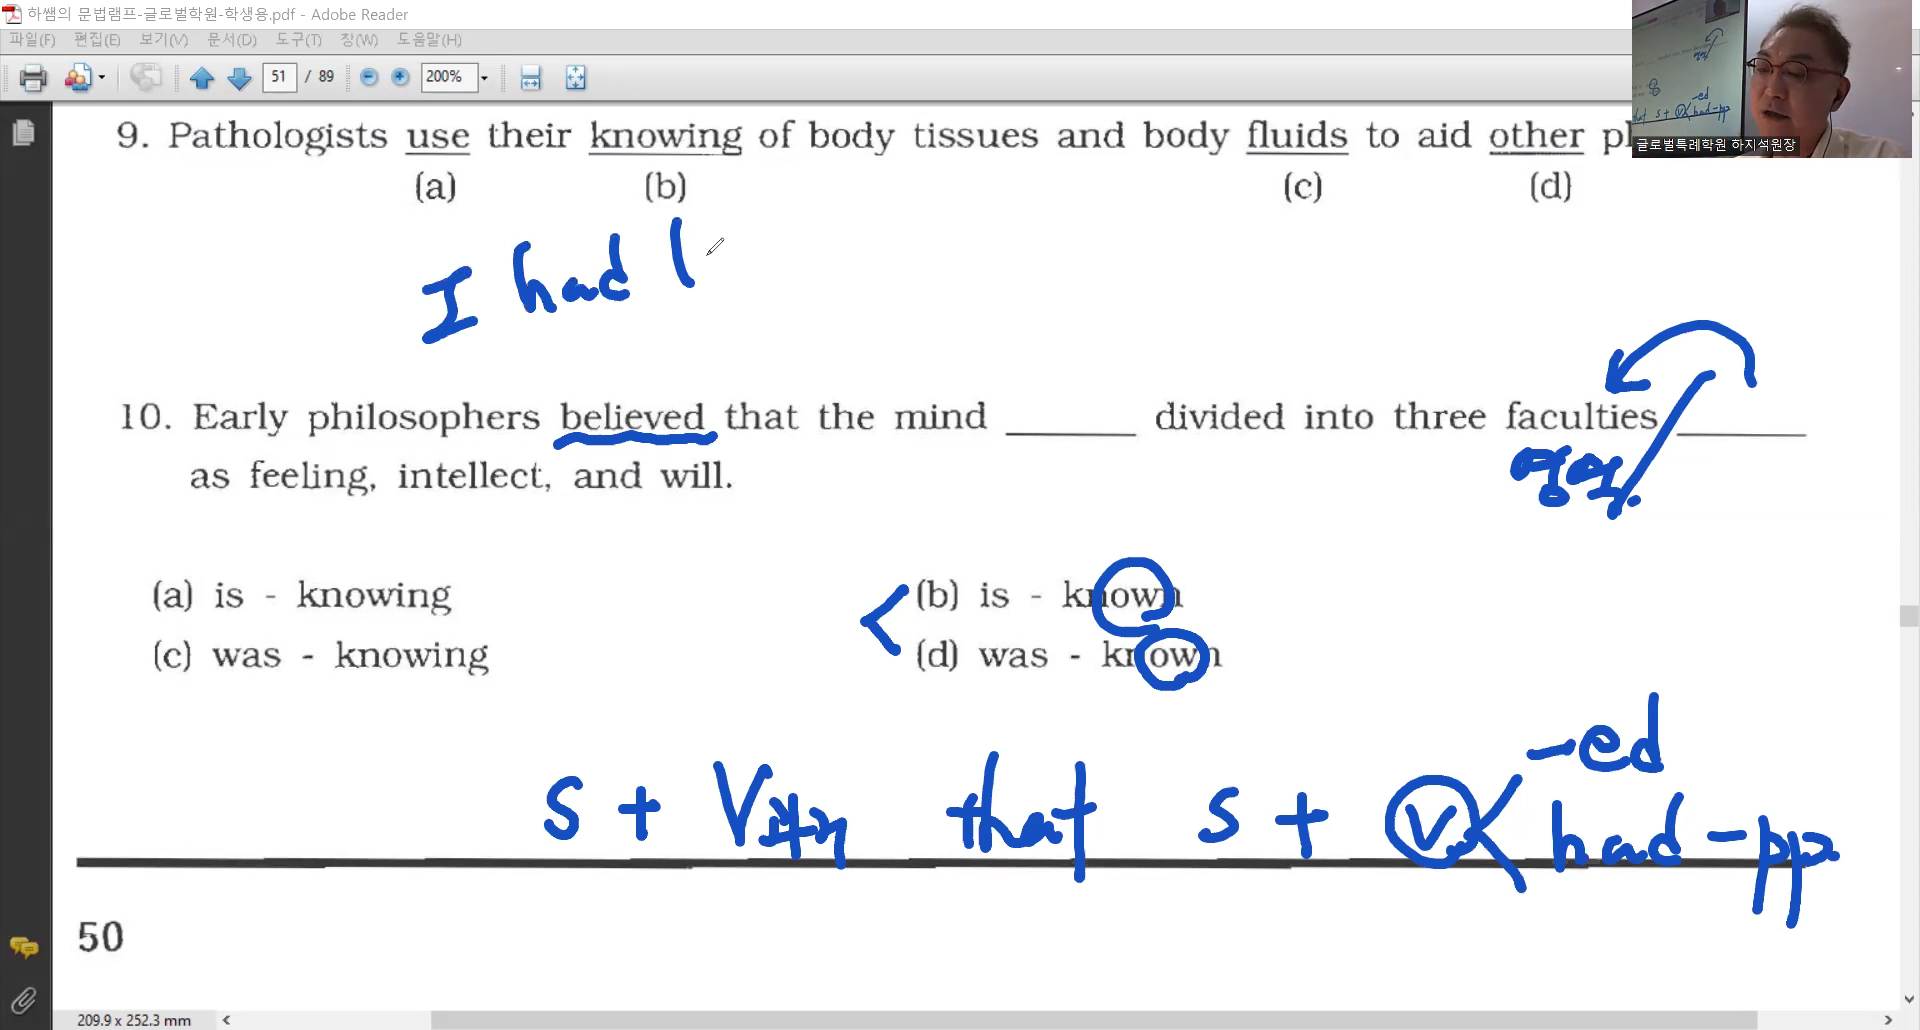 하쌤의 문법램프-글로벌학원-학생용.pdf - Adobe Reader
파일(F) 편집(E) 보기(V) 문서(D) 도구(T) 창(W) 도움말(H)
51 / 89 200%
글로벌특례학원 하지석원장
9. Pathologists use their knowing of body tissues and body fluids to aid other
(a) (b) (c) (d)
I had
10. Early philosophers believed that the mind ______ divided into three faculties ______
as feeling, intellect, and will.
영역.
(a) is - knowing (b) is - known
(c) was - knowing (d) was - known
-ed
S + V과거 that S + V had -pp
50
209.9 x 252.3 mm